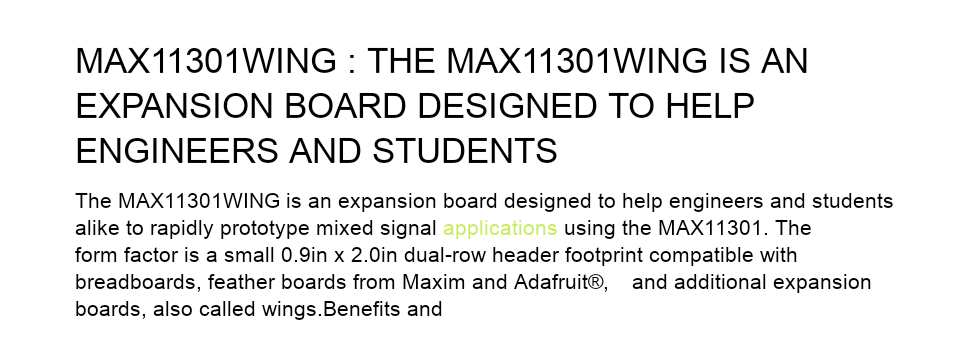 MAX11301WING : THE MAX11301WING IS AN
EXPANSION BOARD DESIGNED TO HELP
ENGINEERS AND STUDENTS
The MAX11301WING is an expansion board designed to help engineers and students
alike to rapidly prototype mixed signal applications using the MAX11301. The
form factor is a small 0.9in x 2.0in dual-row header footprint compatible with
breadboards, feather boards from Maxim and Adafruit®, and additional expansion
boards, also called wings.Benefits and